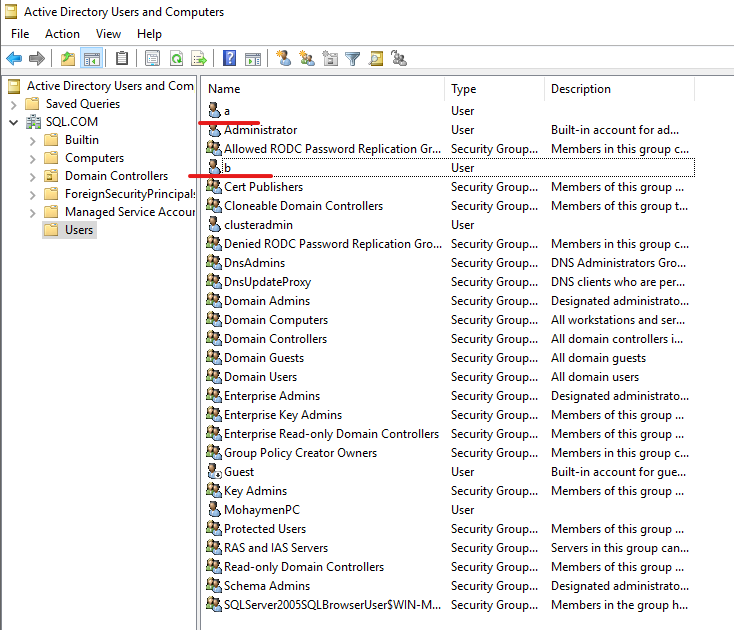 Active Directory Users and Computers
File Action View Help
Active Directory Users and Com
Saved Queries
SQL.COM
Builtin
Computers
Domain Controllers
ForeignSecurityPrincipals
Managed Service Accour
Users
Name Type Description
a User
Administrator User Built-in account for ad...
Allowed RODC Password Replication Gr... Security Group... Members in this group c...
b User
Cert Publishers Security Group... Members of this group ...
Cloneable Domain Controllers Security Group... Members of this group t...
clusteradmin User
Denied RODC Password Replication Gro... Security Group... Members in this group c...
DnsAdmins Security Group... DNS Administrators Gro...
DnsUpdateProxy Security Group... DNS clients who are per...
Domain Admins Security Group... Designated administrato...
Domain Computers Security Group... All workstations and ser...
Domain Controllers Security Group... All domain controllers i...
Domain Guests Security Group... All domain guests
Domain Users Security Group... All domain users
Enterprise Admins Security Group... Designated administrato...
Enterprise Key Admins Security Group... Members of this group ...
Enterprise Read-only Domain Controllers Security Group... Members of this group ...
Group Policy Creator Owners Security Group... Members in this group c...
Guest User Built-in account for gue...
Key Admins Security Group... Members of this group ...
MohaymenPC User
Protected Users Security Group... Members of this group ...
RAS and IAS Servers Security Group... Servers in this group can...
Read-only Domain Controllers Security Group... Members of this group ...
Schema Admins Security Group... Designated administrato...
SQLServer2005SQLBrowserUser$WIN-M... Security Group... Members in the group h...